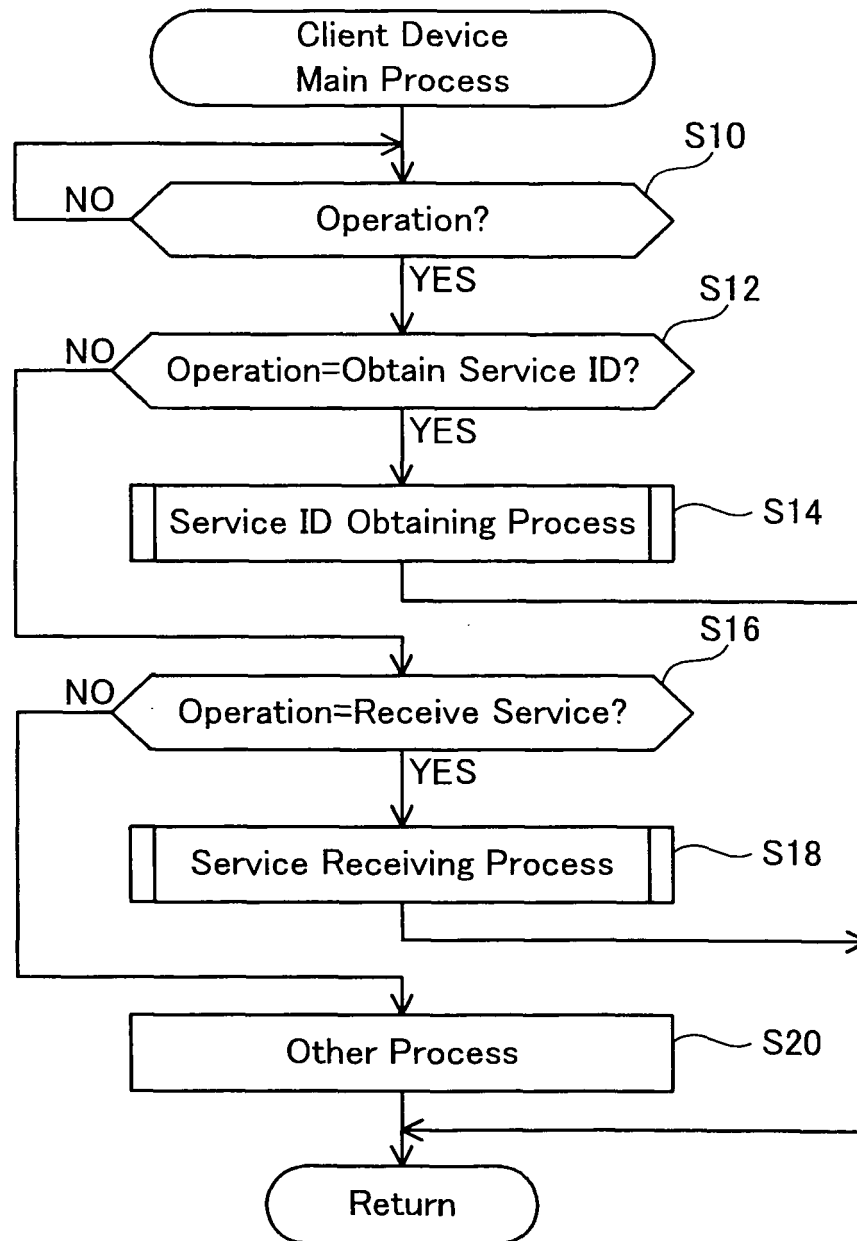 Client Device
Main Process
S10
NO
Operation?
YES
S12
NO
Operation=Obtain Service ID?
YES
Service ID Obtaining Process
S14
S16
NO
Operation=Receive Service?
YES
Service Receiving Process
S18
Other Process
S20
Return